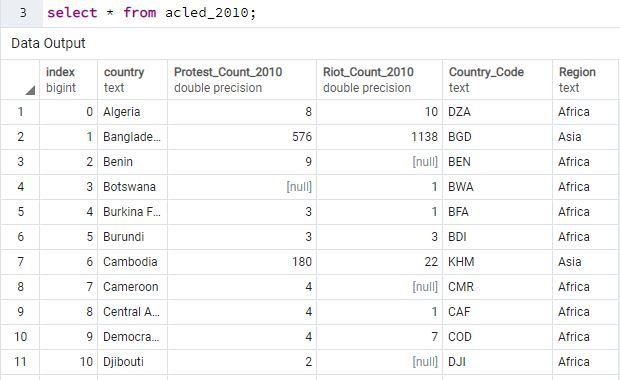 3 select * from acled_2010;
Data Output
index country Protest_Count_2010 Riot_Count_2010 Country_Code Region
bigint text double precision double precision text text
1 0 Algeria 8 10 DZA Africa
2 1 Banglade... 576 1138 BGD Asia
3 2 Benin 9 [null] BEN Africa
4 3 Botswana [null] 1 BWA Africa
5 4 Burkina F... 3 1 BFA Africa
6 5 Burundi 3 3 BDI Africa
7 6 Cambodia 180 22 KHM Asia
8 7 Cameroon 4 [null] CMR Africa
9 8 Central A... 4 1 CAF Africa
10 9 Democra... 4 7 COD Africa
11 10 Djibouti 2 [null] DJI Africa